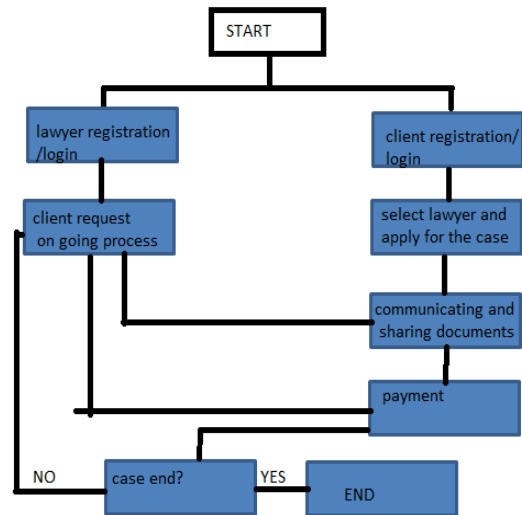 START
lawyer registration
/login
client registration/
login
client request
on going process
select lawyer and
apply for the case
communicating and
sharing documents
payment
NO
case end?
YES
END